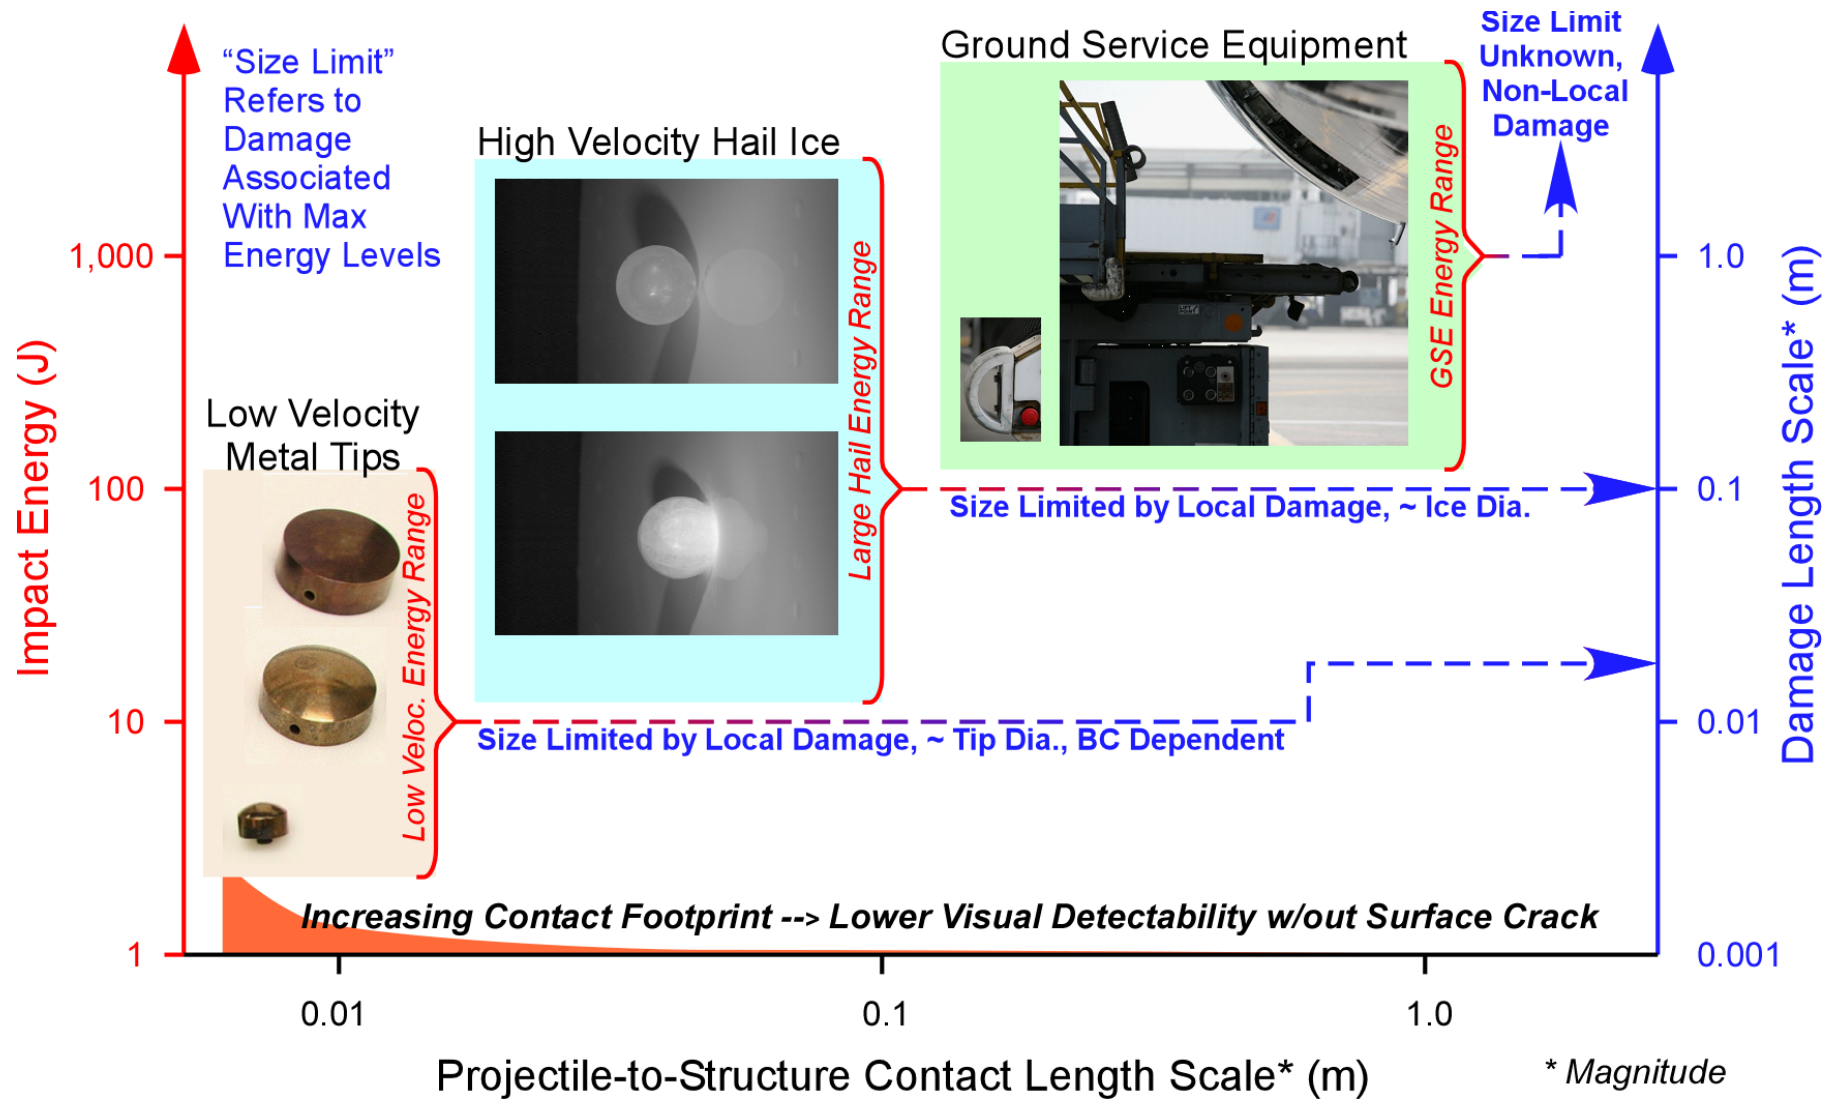 “Size Limit”
Refers to
Damage
Associated
With Max
Energy Levels
Low Velocity
Metal Tips
Low Veloc. Energy Range
High Velocity Hail Ice
Large Hail Energy Range
Ground Service Equipment
GSE Energy Range
Size Limit
Unknown,
Non-Local
Damage
Size Limited by Local Damage, ~ Ice Dia.
Size Limited by Local Damage, ~ Tip Dia., BC Dependent
Increasing Contact Footprint --> Lower Visual Detectability w/out Surface Crack
Impact Energy (J)
1,000
100
10
1
Damage Length Scale* (m)
1.0
0.1
0.01
0.001
0.01
0.1
1.0
Projectile-to-Structure Contact Length Scale* (m)
* Magnitude